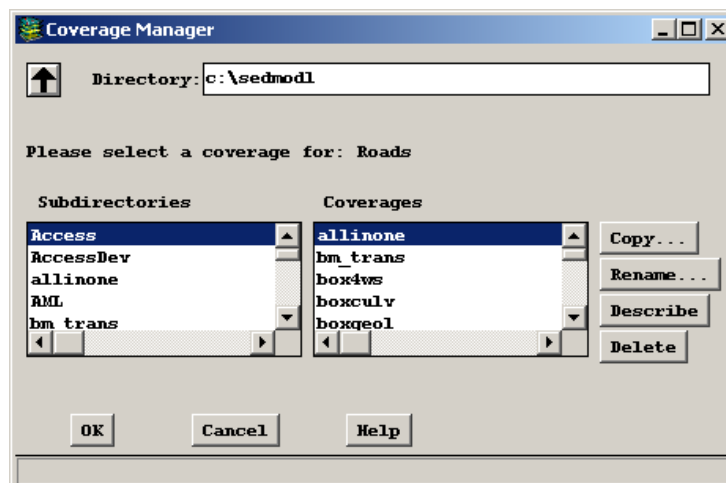 Coverage Manager
Directory: c:\sedmodl
Please select a coverage for: Roads
Subdirectories
Coverages
Access
AccessDev
allinone
AML
bm_trans
allinone
bm_trans
box4ws
boxculv
boxgeol
Copy...
Rename...
Describe
Delete
OK
Cancel
Help